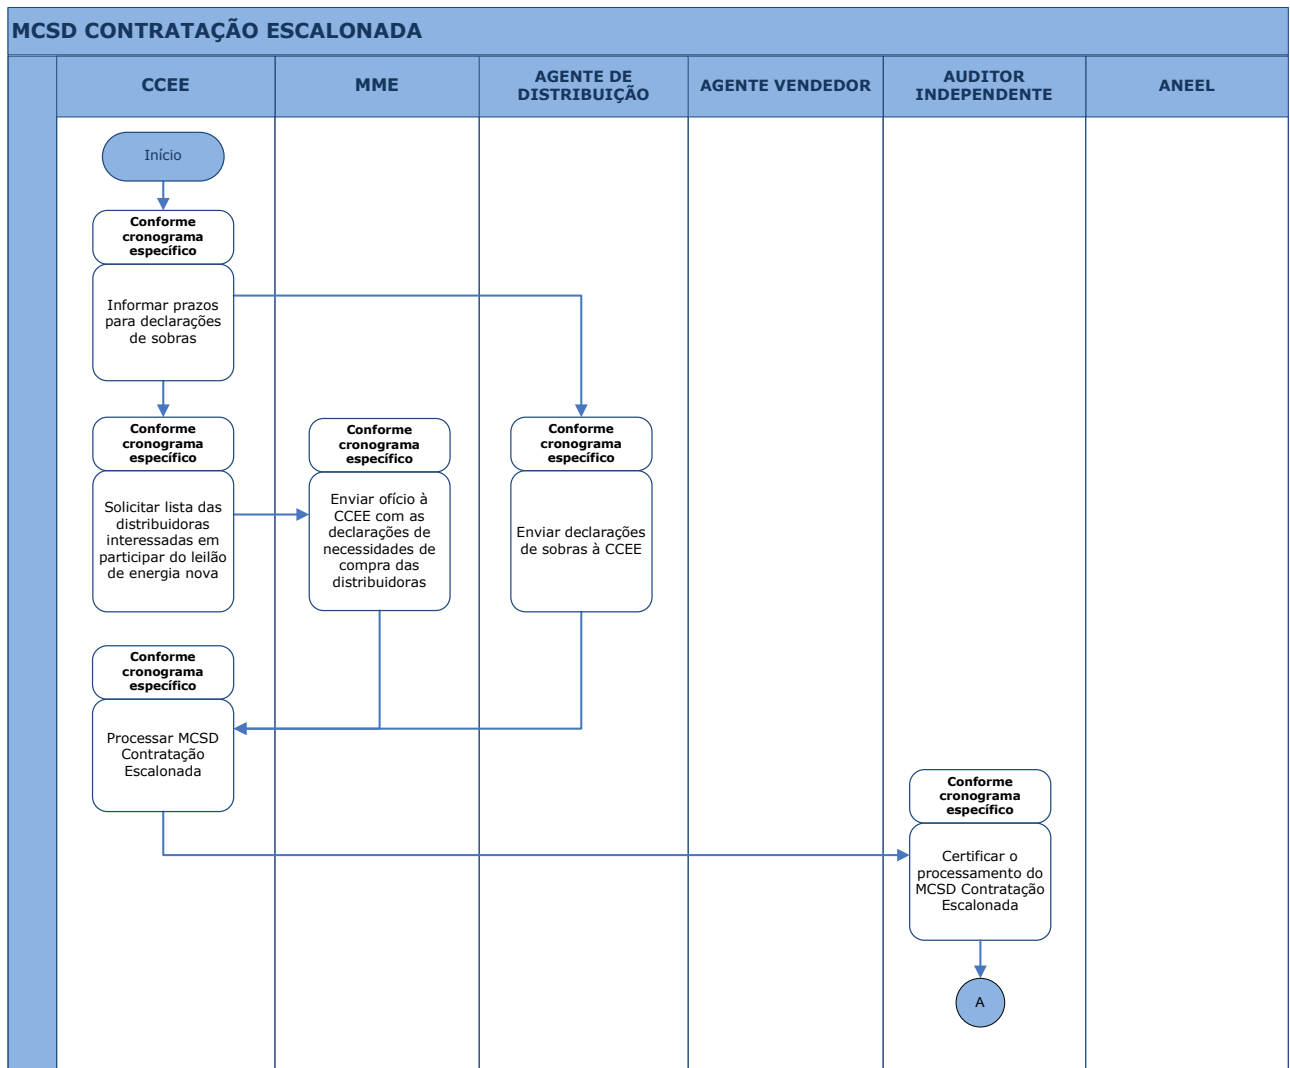 MCSD CONTRATAÇÃO ESCALONADA
CCEE
MME
AGENTE DE
DISTRIBUIÇÃO
AGENTE VENDEDOR
AUDITOR
INDEPENDENTE
ANEEL
Início
Conforme
cronograma
específico
Informar prazos
para declarações
de sobras
Conforme
cronograma
específico
Solicitar lista das
distribuidoras
interessadas em
participar do leilão
de energia nova
Conforme
cronograma
específico
Enviar ofício à
CCEE com as
declarações de
necessidades de
compra das
distribuidoras
Conforme
cronograma
específico
Enviar declarações
de sobras à CCEE
Conforme
cronograma
específico
Processar MCSD
Contratação
Escalonada
Conforme
cronograma
específico
Certificar o
processamento do
MCSD Contratação
Escalonada
A